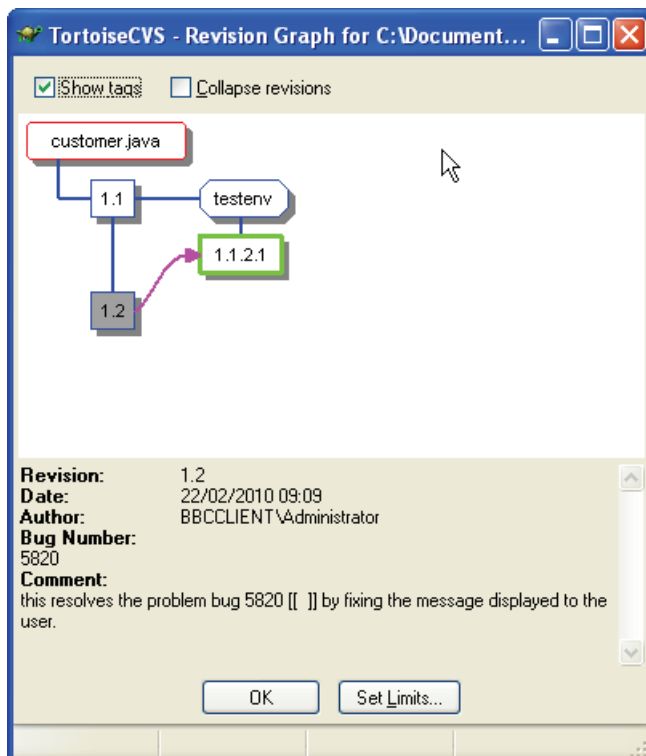 TortoiseCVS - Revision Graph for C:\Document...
Show tags Collapse revisions
customer.java
1.1 testenv
1.1.2.1
1.2
Revision: 1.2
Date: 22/02/2010 09:09
Author: BBCCLIENT\Administrator
Bug Number:
5820
Comment:
this resolves the problem bug 5820 [[ ]] by fixing the message displayed to the
user.
OK Set Limits...